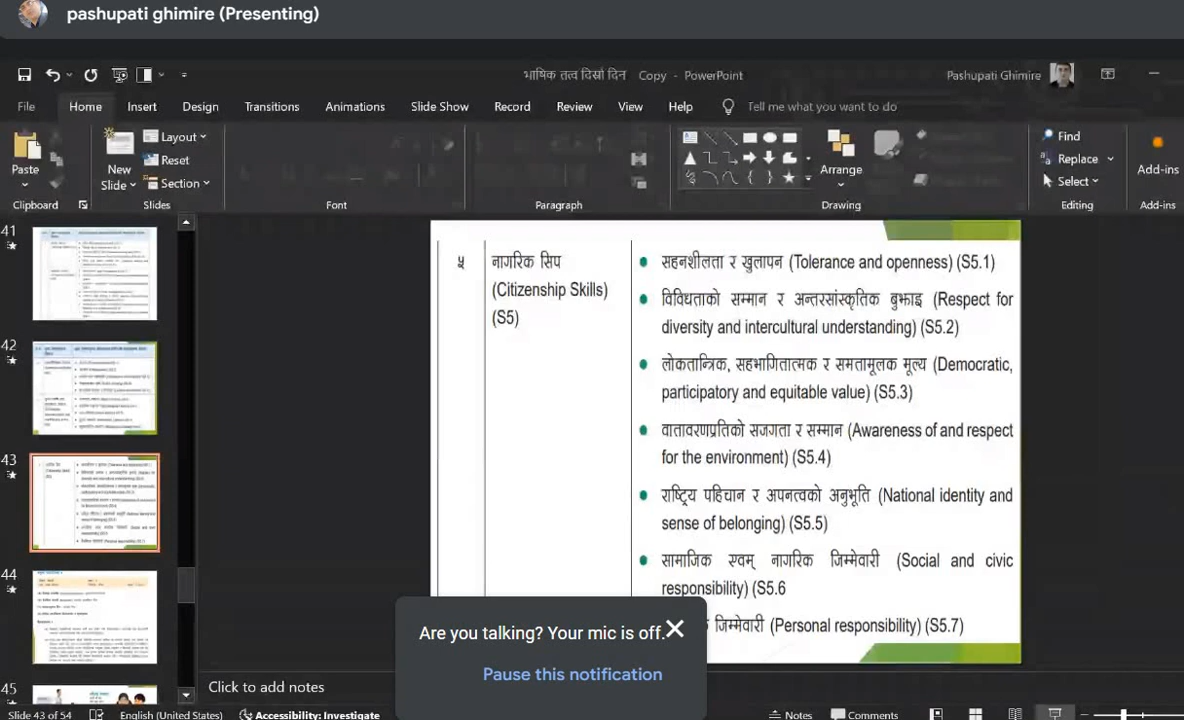 pashupati ghimire (Presenting)
भाषिक तत्व दिसौ दिन Copy - PowerPoint
Pashupati Ghimire
File Home Insert Design Transitions Animations Slide Show Record Review View Help Tell me what you want to do
Paste
New
Slide
Layout
Reset
Section
Arrange
Find
Replace
Select
Add-ins
Clipboard Slides Font Paragraph Drawing Editing Add-ins
41
42
43
44
45
५
नागरिक सिप
(Citizenship Skills)
(S5)
सहनशीलता र खुलापन (Tolerance and openness) (S5.1)
विविधताको सम्मान र अन्तरसांस्कृतिक बुझाइ (Respect for
diversity and intercultural understanding) (S5.2)
लोकतान्त्रिक, सहभागितात्मक र समतामूलक मूल्य (Democratic,
participatory and equitable value) (S5.3)
वातावरणप्रतिको सजगता र सम्मान (Awareness of and respect
for the environment) (S5.4)
राष्ट्रिय पहिचान र अपनत्वको अनुभूति (National identity and
sense of belonging) (S5.5)
सामाजिक एवम् नागरिक जिम्मेवारी (Social and civic
responsibility) (S5.6
जिम्मेवारी (Personal responsibility) (S5.7)
Are you talking? Your mic is off.
Pause this notification
Click to add notes
Slide 43 of 54 English (United States) Accessibility: Investigate Notes Comments